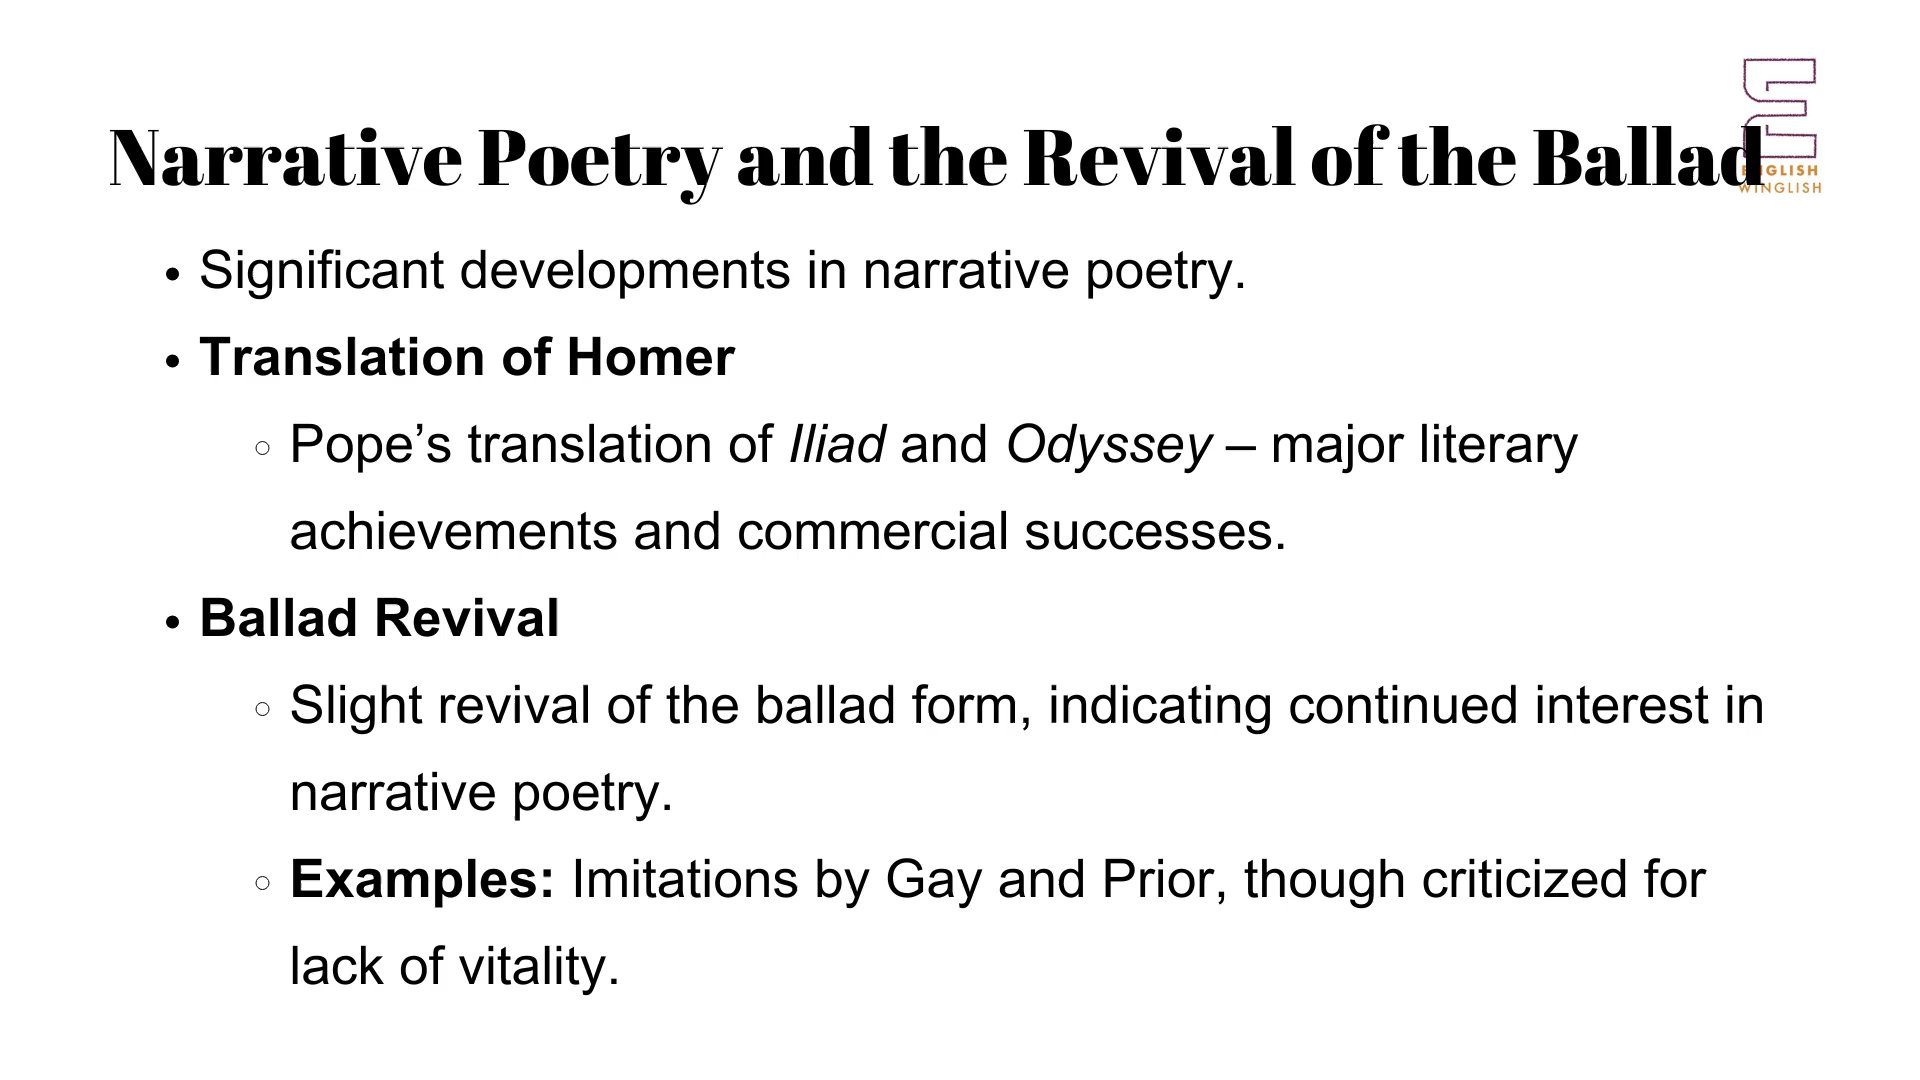 Narrative Poetry and the Revival of the Ballad
ENGLISH
WINGLISH
• Significant developments in narrative poetry.
• Translation of Homer
◦ Pope’s translation of Iliad and Odyssey – major literary
achievements and commercial successes.
• Ballad Revival
◦ Slight revival of the ballad form, indicating continued interest in
narrative poetry.
◦ Examples: Imitations by Gay and Prior, though criticized for
lack of vitality.